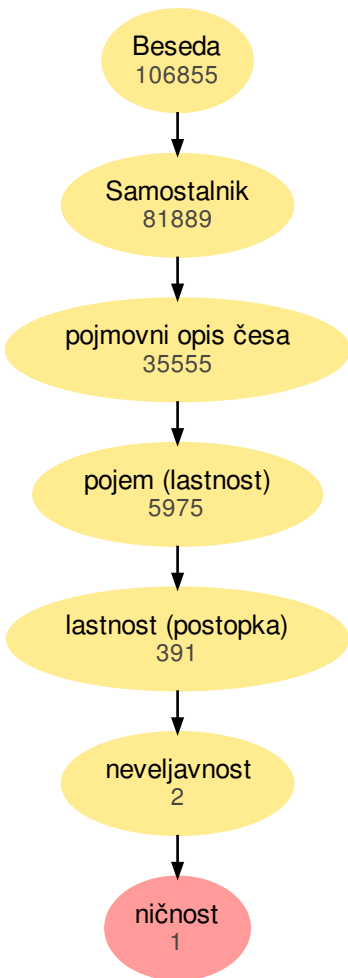 Beseda
106855
Samostalnik
81889
pojmovni opis česa
35555
pojem (lastnost)
5975
lastnost (postopka)
391
neveljavnost
2
ničnost
1